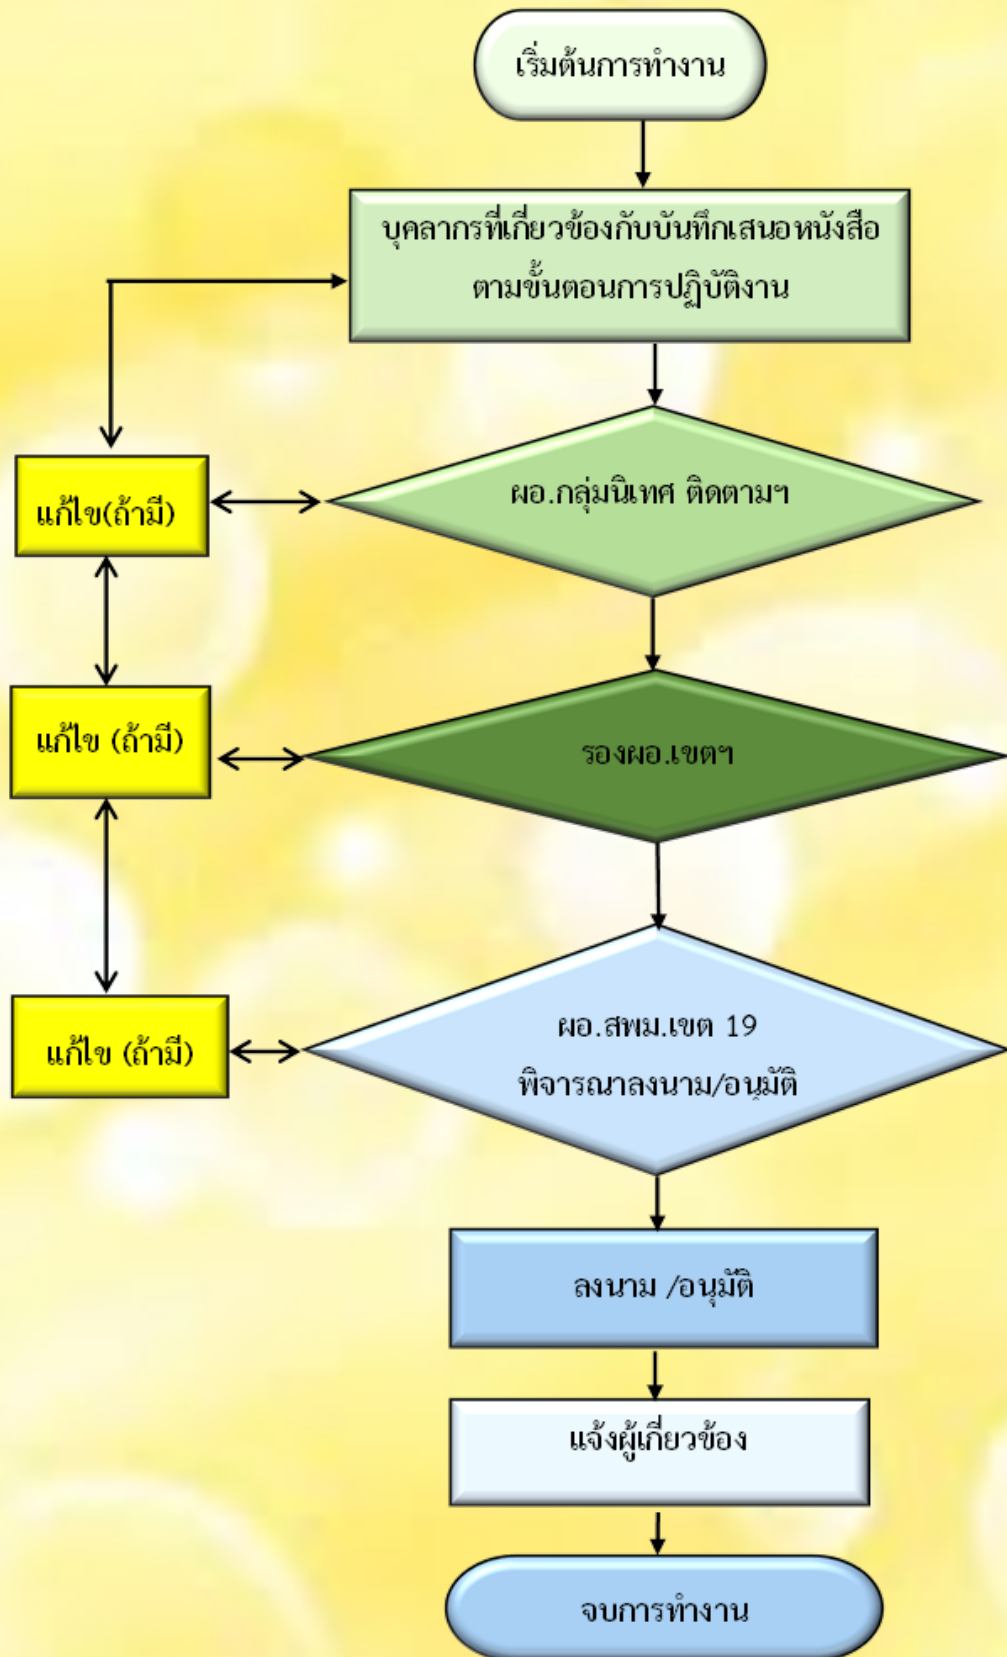 เริ่มต้นการทำงาน
บุคลากรที่เกี่ยวข้องกับบันทึกเสนอหนังสือ
ตามขั้นตอนการปฏิบัติงาน
ผอ.กลุ่มนิเทศ ติดตามฯ
แก้ไข(ถ้ามี)
รองผอ.เขตฯ
แก้ไข (ถ้ามี)
ผอ.สพม.เขต 19
พิจารณาลงนาม/อนุมัติ
แก้ไข (ถ้ามี)
ลงนาม /อนุมัติ
แจ้งผู้เกี่ยวข้อง
จบการทำงาน